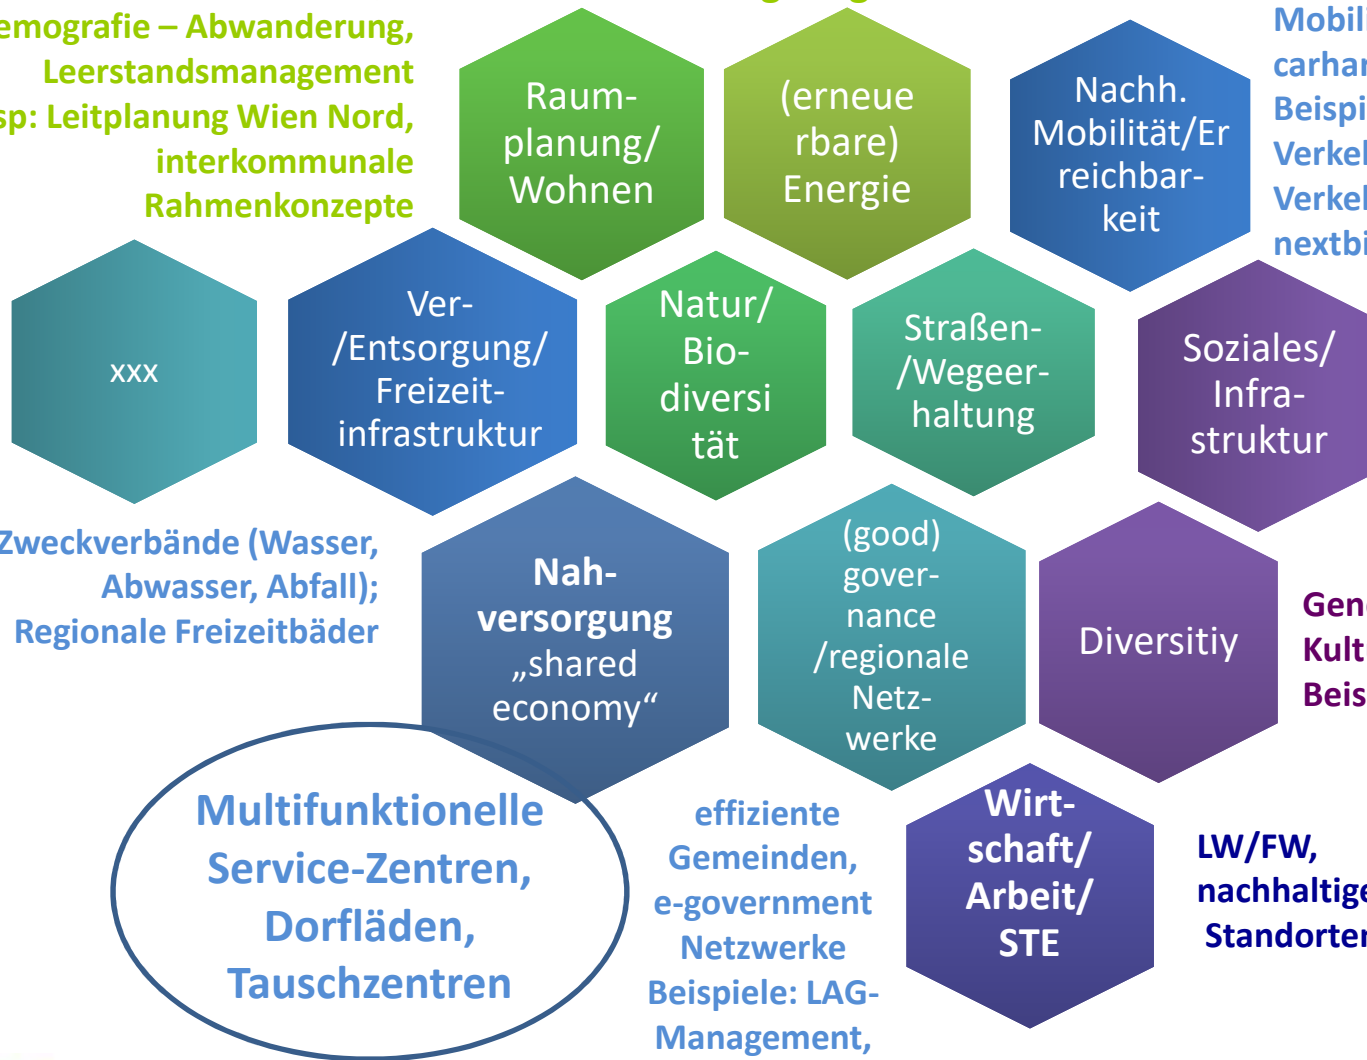 emografie – Abwanderung,
Leerstandsmanagement
sp: Leitplanung Wien Nord,
interkommunale
Rahmenkonzepte
Raum-
planung/
Wohnen
(erneue
rbare)
Energie
Nachh.
Mobilität/Er
reichbar-
keit
Mobili
carhar
Beispi
Verkel
Verkel
nextbi
xxx
Ver-
/Entsorgung/
Freizeit-
infrastruktur
Natur/
Bio-
diversi
tät
Straßen-
/Wegeer-
haltung
Soziales/
Infra-
struktur
Zweckverbände (Wasser,
Abwasser, Abfall);
Regionale Freizeitbäder
Nah-
versorgung
„shared
economy“
(good)
gover-
nance
/regionale
Netz-
werke
Diversitiy
Gene
Kult
Beis
Multifunktionelle
Service-Zentren,
Dorfläden,
Tauschzentren
effiziente
Gemeinden,
e-government
Netzwerke
Beispiele: LAG-
Management,
Wirt-
schaft/
Arbeit/
STE
LW/FW,
nachhaltige
Standorter